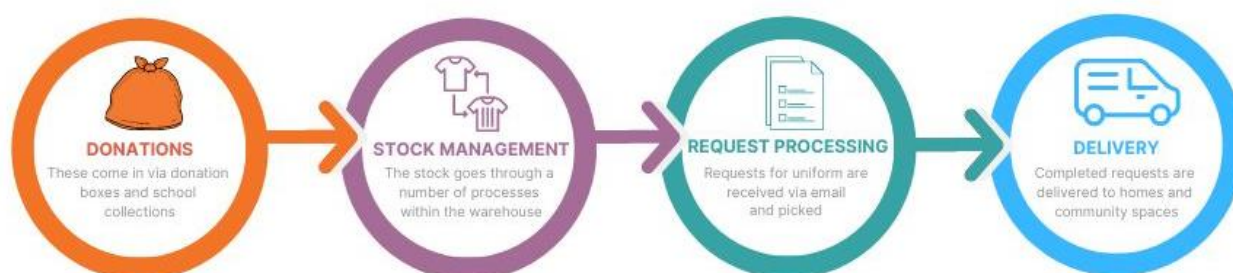 DONATIONS
These come in via donation
boxes and school
collections
STOCK MANAGEMENT
The stock goes through a
number of processes
within the warehouse
REQUEST PROCESSING
Requests for uniform are
received via email
and picked
DELIVERY
Completed requests are
delivered to homes and
community spaces